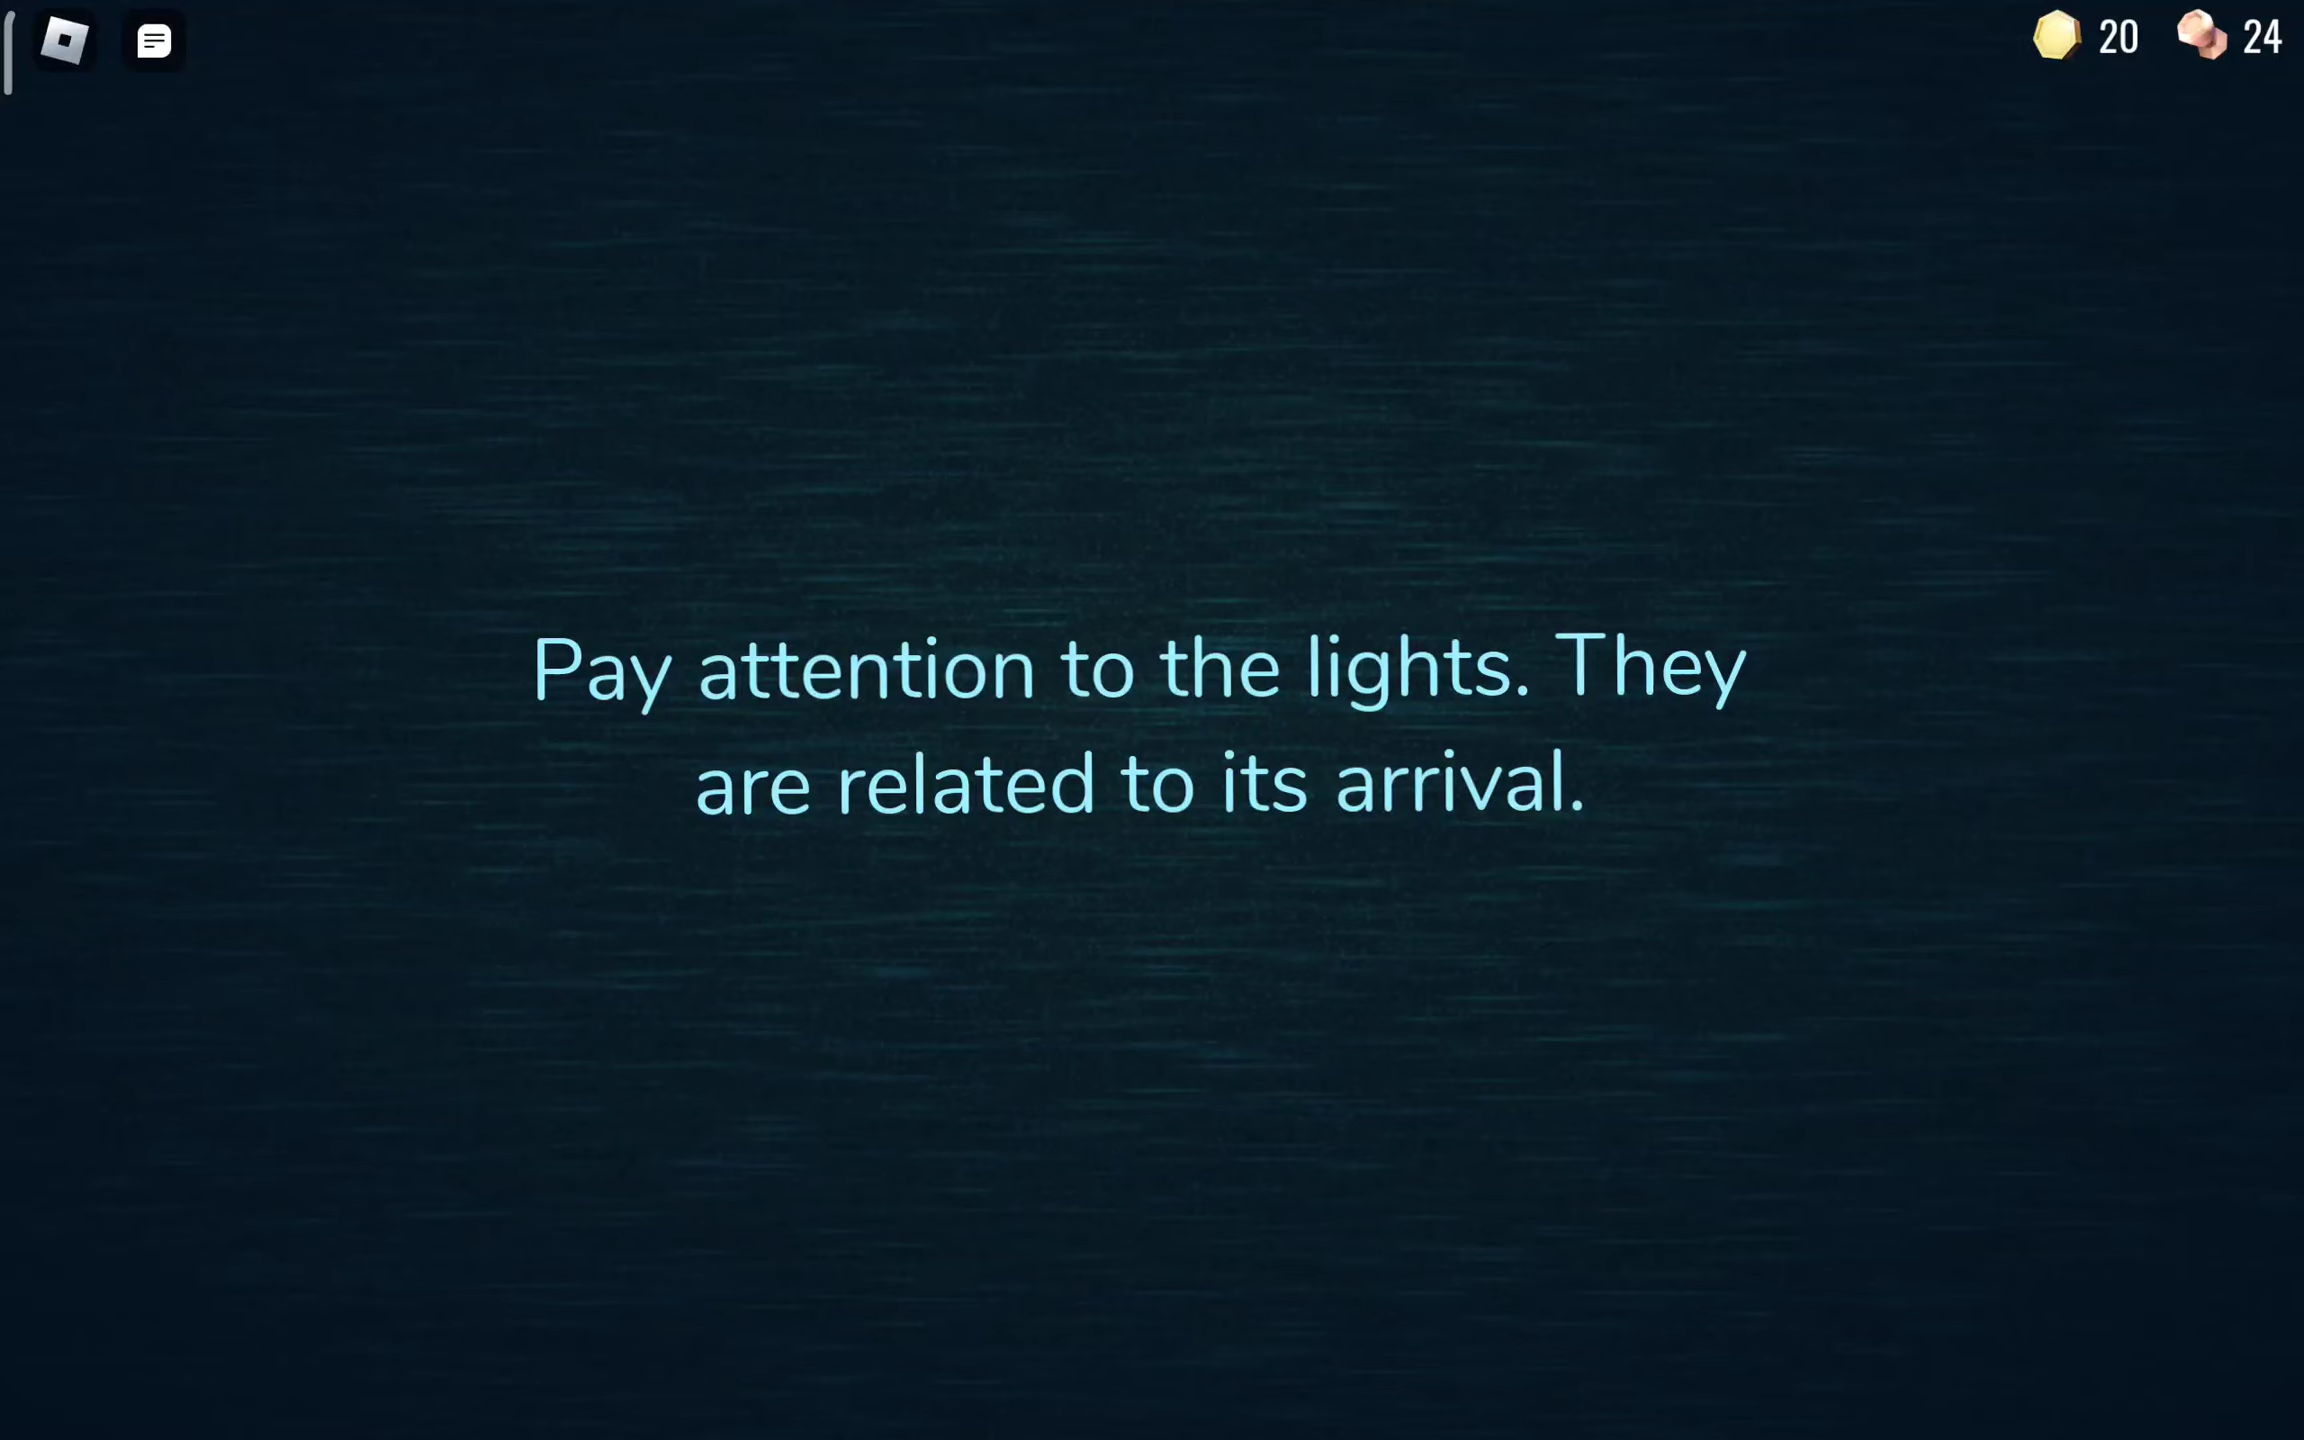 20 24
Pay attention to the lights. They
are related to its arrival.